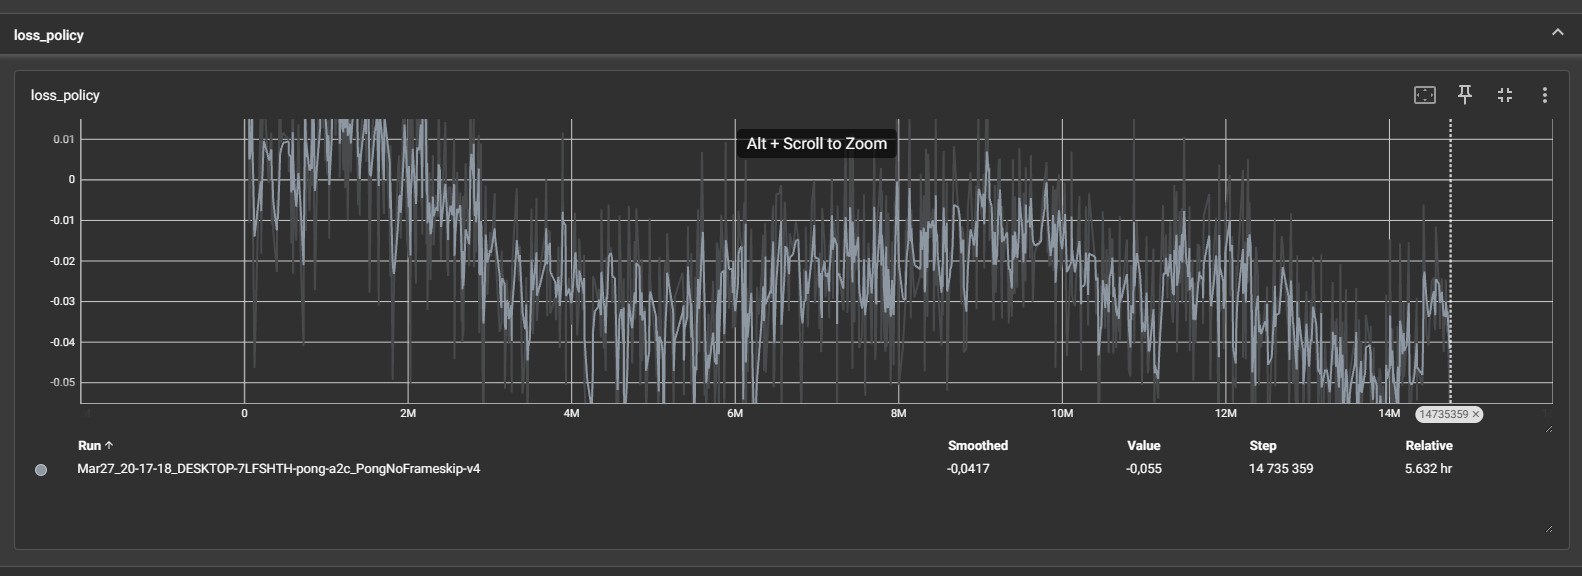 loss_policy
loss_policy
Alt + Scroll to Zoom
0.01
0
-0.01
-0.02
-0.03
-0.04
-0.05
0 2M 4M 6M 8M 10M 12M 14M 14735359 ×
Run ↑ Smoothed Value Step Relative
Mar27_20-17-18_DESKTOP-7LFSHTH-pong-a2c_PongNoFrameskip-v4 -0,0417 -0,055 14 735 359 5.632 hr